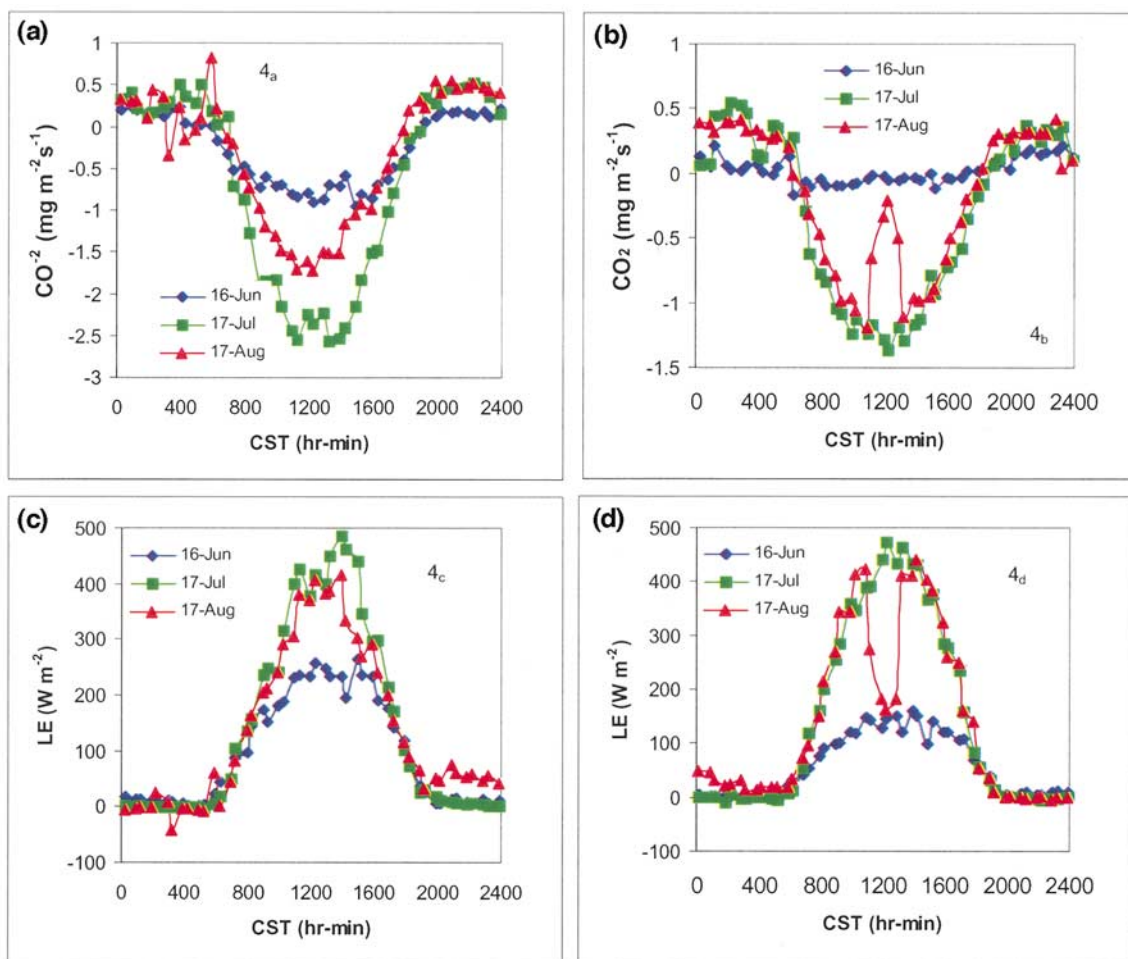 (a)
4a
1
0.5
0
-0.5
-1
-1.5
-2
-2.5
-3
CO⁻² (mg m⁻² s⁻¹)
16-Jun
17-Jul
17-Aug
0 400 800 1200 1600 2000 2400
CST (hr-min)
(b)
16-Jun
17-Jul
17-Aug
1
0.5
0
-0.5
-1
-1.5
CO₂ (mg m⁻² s⁻¹)
4b
0 400 800 1200 1600 2000 2400
CST (hr-min)
(c)
16-Jun
17-Jul
17-Aug
4c
500
400
300
200
100
0
-100
LE (W m⁻²)
0 400 800 1200 1600 2000 2400
CST (hr-min)
(d)
16-Jun
17-Jul
17-Aug
4d
500
400
300
200
100
0
-100
LE (W m⁻²)
0 400 800 1200 1600 2000 2400
CST (hr-min)